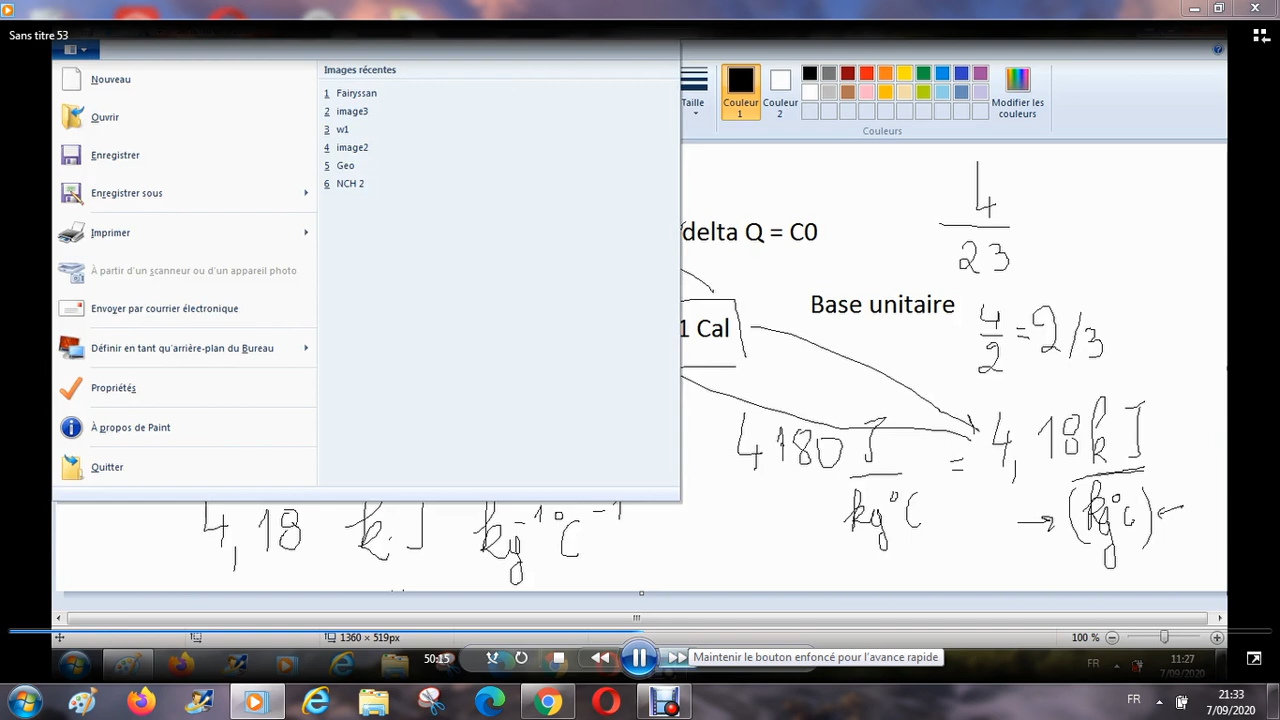 Sans titre 53
Nouveau
Ouvrir
Enregistrer
Enregistrer sous
Imprimer
À partir d'un scanneur ou d'un appareil photo
Envoyer par courrier électronique
Définir en tant qu'arrière-plan du Bureau
Propriétés
À propos de Paint
Quitter
Images récentes
1 Fairyssan
2 image3
3 w1
4 image2
5 Geo
6 NCH 2
Taille
Couleur 1
Couleur 2
Modifier les couleurs
Couleurs
delta Q = C0
4
23
Base unitaire
4/2 = 2/3
1 Cal
4180 J
kg°C
=
4,18 kJ
(kg°C)
4,18 kJ kg⁻¹ °C⁻¹
1360 × 519px
100 %
50:15
Maintenir le bouton enfoncé pour l'avance rapide
FR
11:27
7/09/2020
FR
21:33
7/09/2020